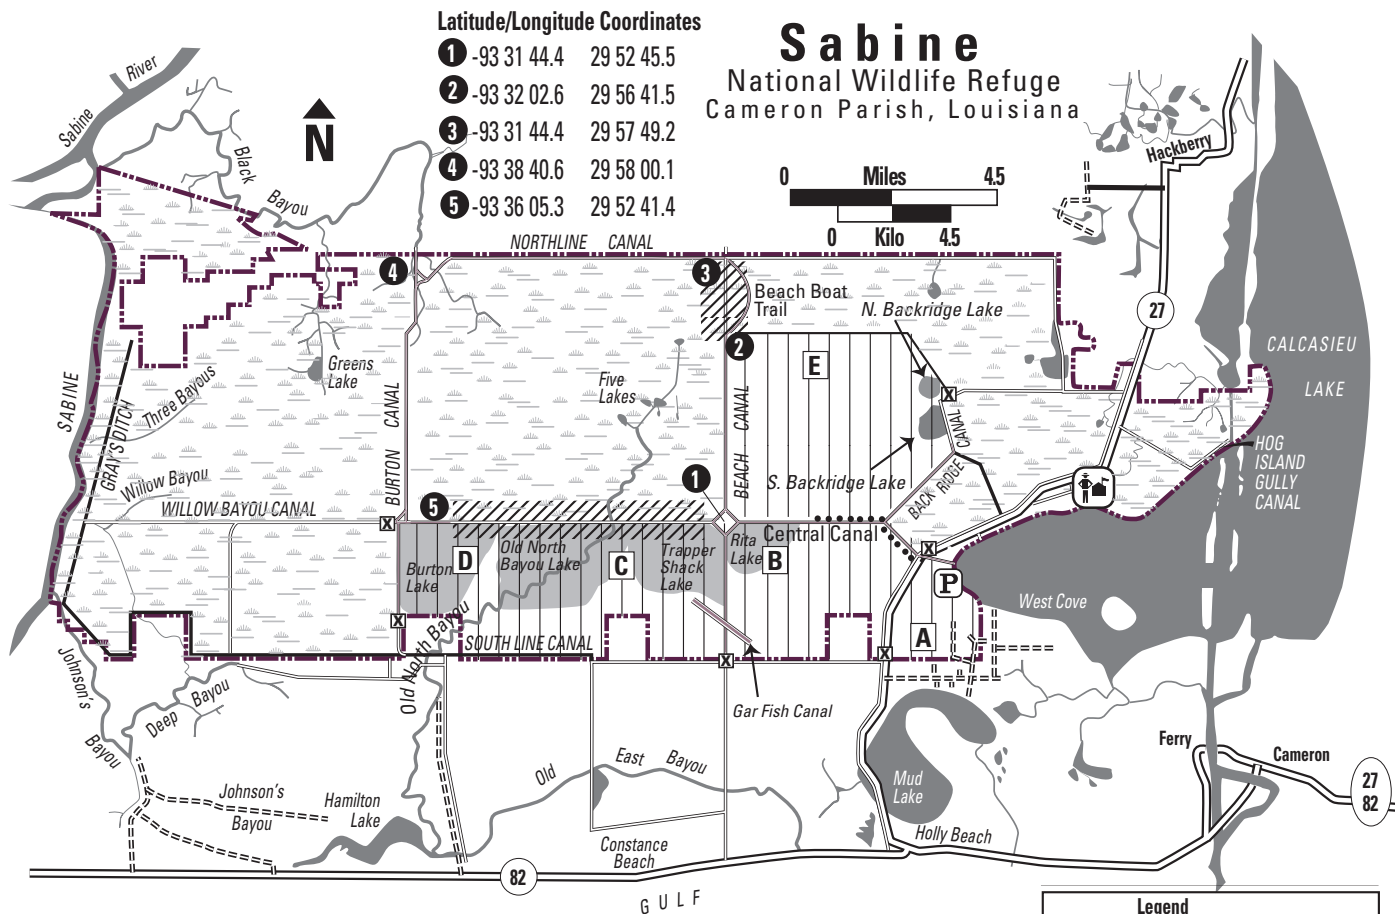 Latitude/Longitude Coordinates
1 -93 31 44.4 29 52 45.5
2 -93 32 02.6 29 56 41.5
3 -93 31 44.4 29 57 49.2
4 -93 38 40.6 29 58 00.1
5 -93 36 05.3 29 52 41.4
Sabine
National Wildlife Refuge
Cameron Parish, Louisiana
0 Miles 4.5
0 Kilo 4.5
N
Sabine River
Black Bayou
Hackberry
NORTHLINE CANAL
4
3
Beach Boat
Trail
N. Backridge Lake
27
2
E
CALCASIEU
LAKE
Greens
Lake
Five
Lakes
SABINE
GRAY'S DITCH
Three Bayous
BURTON CANAL
BEACH CANAL
X
HOG
ISLAND
GULLY
CANAL
Willow Bayou
WILLOW BAYOU CANAL
1
S. Backridge Lake
BACK RIDGE CANAL
5
X
Central Canal
X
Burton
Lake
D
Old North
Bayou Lake
C
Trapper
Shack
Lake
Rita
Lake
B
P
West Cove
X
A
Old North Bayou
SOUTH LINE CANAL
X
X
Johnson's
Bayou
Deep Bayou
Gar Fish Canal
Ferry
Cameron
Old East Bayou
27
82
Johnson's
Bayou
Hamilton
Lake
Mud
Lake
Holly Beach
Constance
Beach
82
GULF
Legend